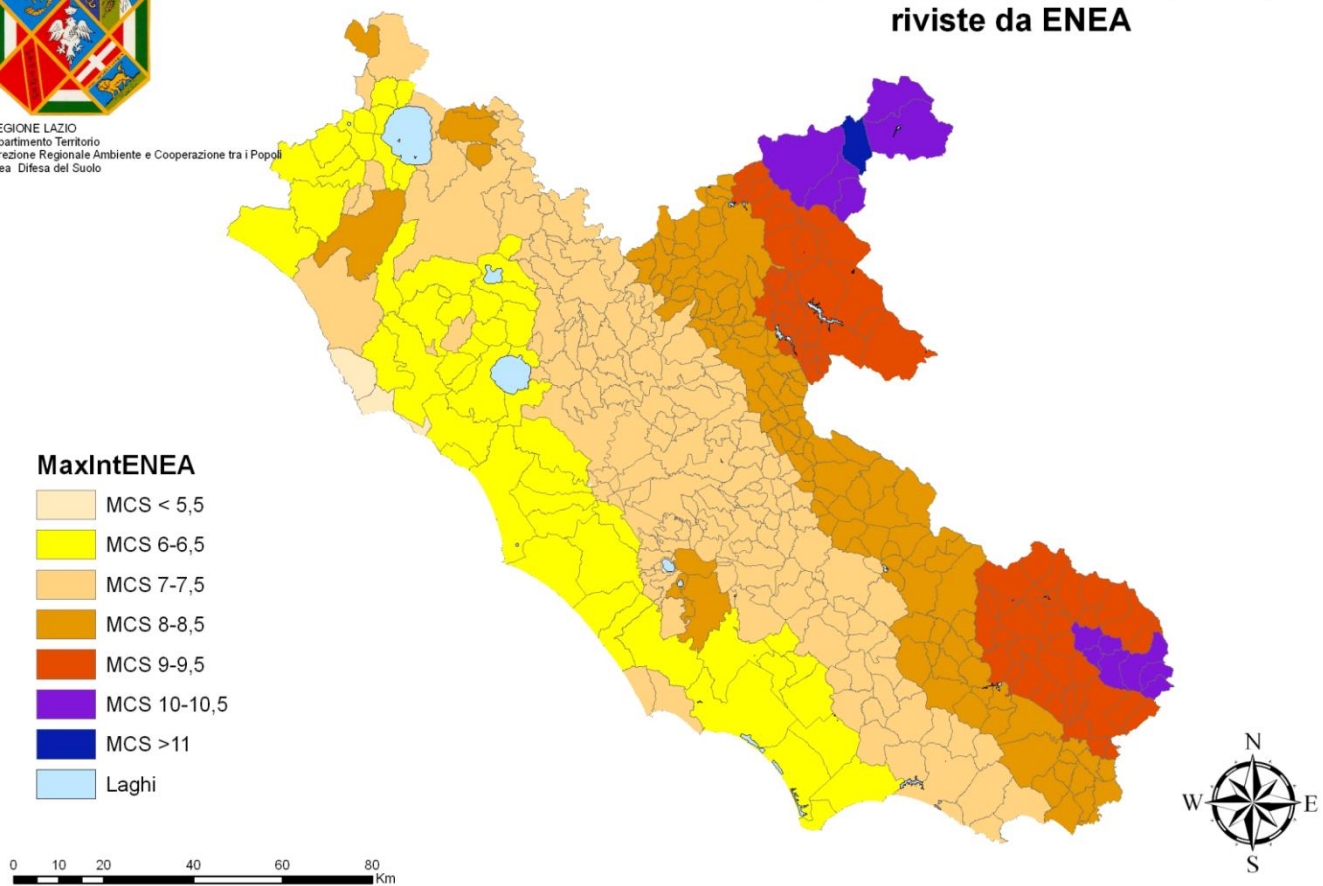 riviste da ENEA
EGIONE LAZIO
partimento Territorio
rezione Regionale Ambiente e Cooperazione tra i Popoli
ea Difesa del Suolo
MaxIntENEA
MCS < 5,5
MCS 6-6,5
MCS 7-7,5
MCS 8-8,5
MCS 9-9,5
MCS 10-10,5
MCS >11
Laghi
N
W E
S
0 10 20 40 60 80
Km